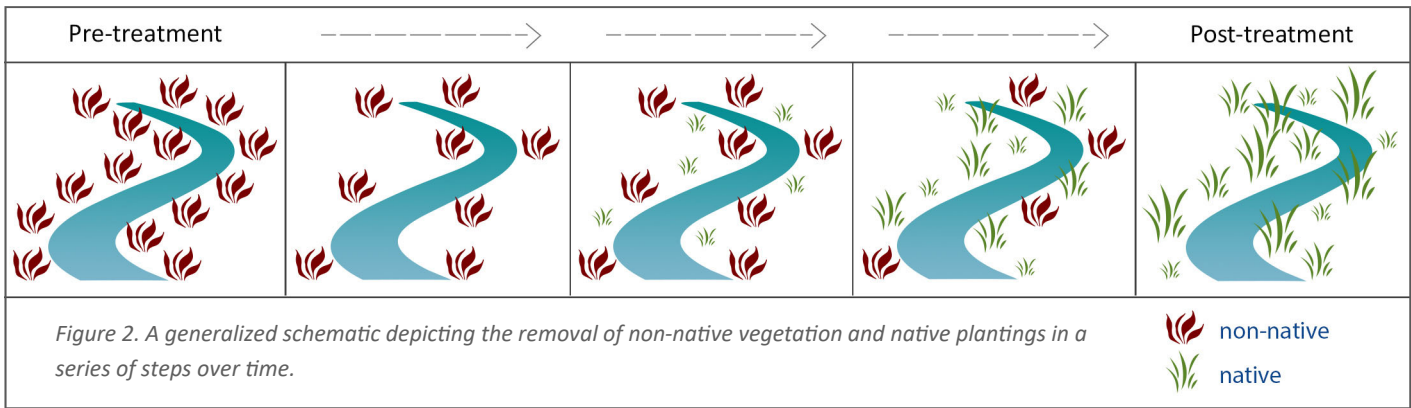 Pre-treatment
Post-treatment
Figure 2. A generalized schematic depicting the removal of non-native vegetation and native plantings in a
series of steps over time.
non-native
native